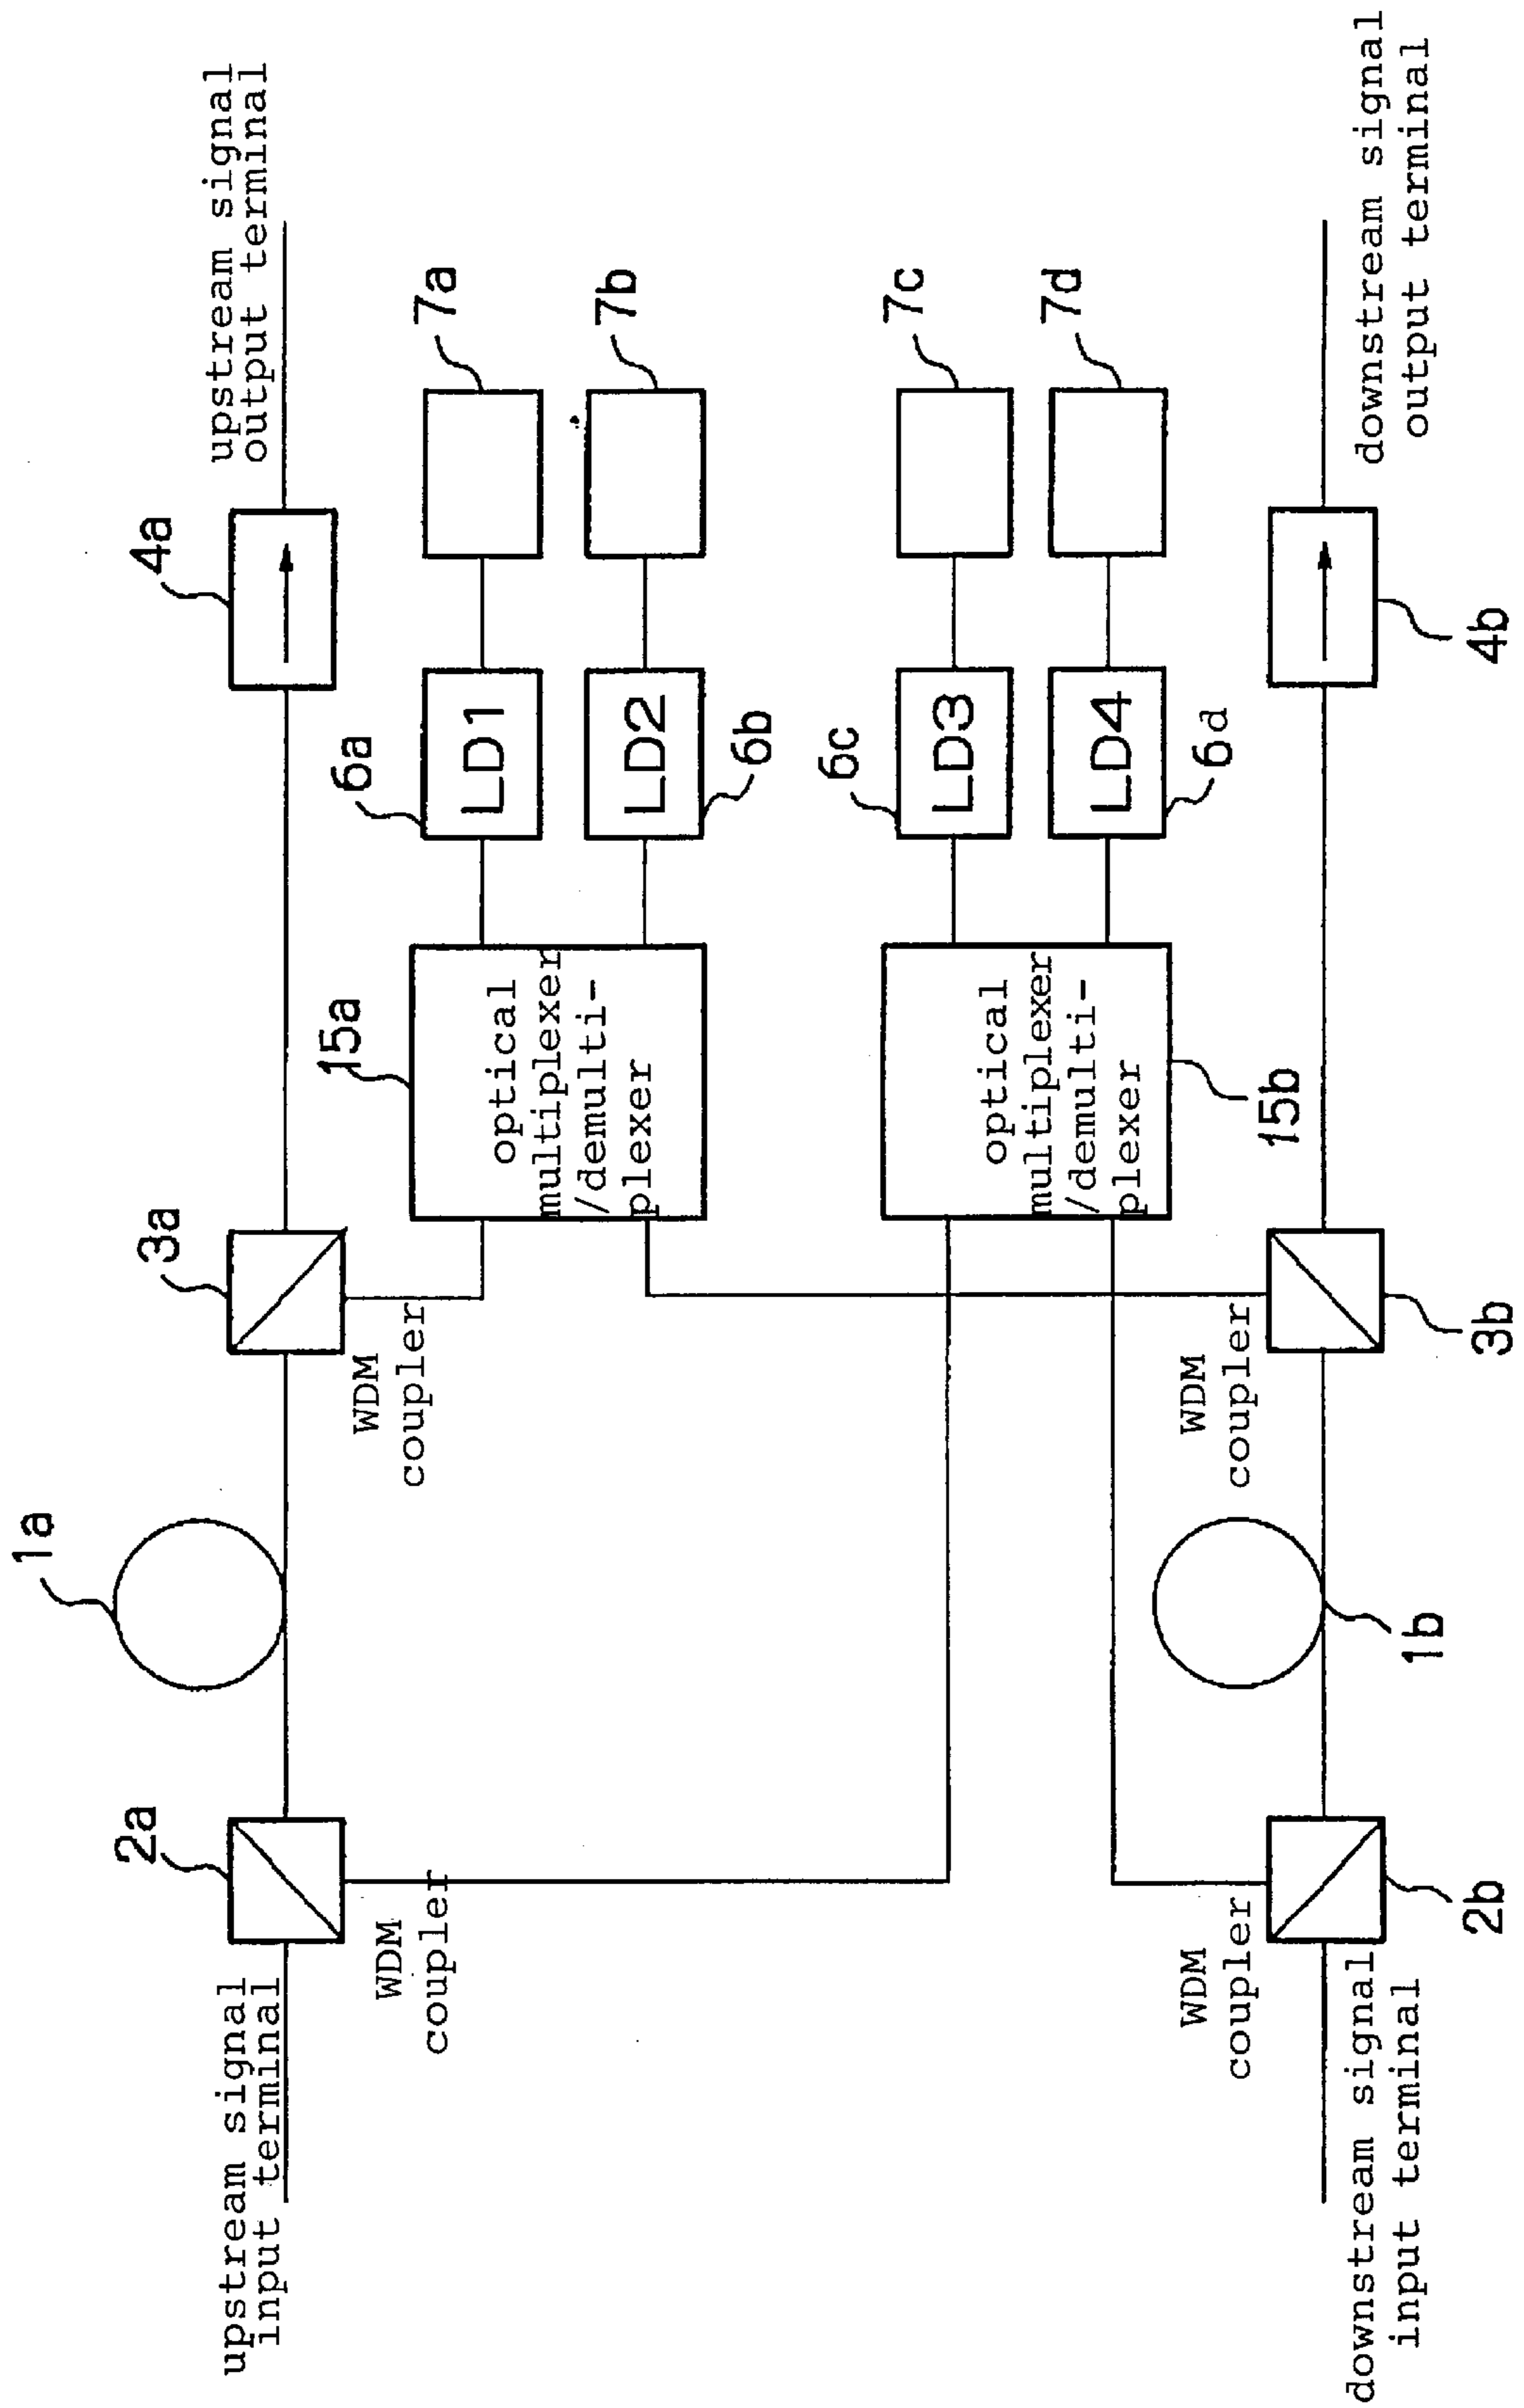 upstream signal
output terminal
4a
7a
7b
7c
7d
downstream signal
output terminal
4b
6a
LD1
LD2
6b
6c
LD3
LD4
6d
15a
optical
multiplexer
/demulti-
plexer
optical
multiplexer
/demulti-
plexer
15b
3a
WDM
coupler
WDM
coupler
3b
1a
1b
2a
WDM
coupler
WDM
coupler
2b
upstream signal
input terminal
downstream signal
input terminal